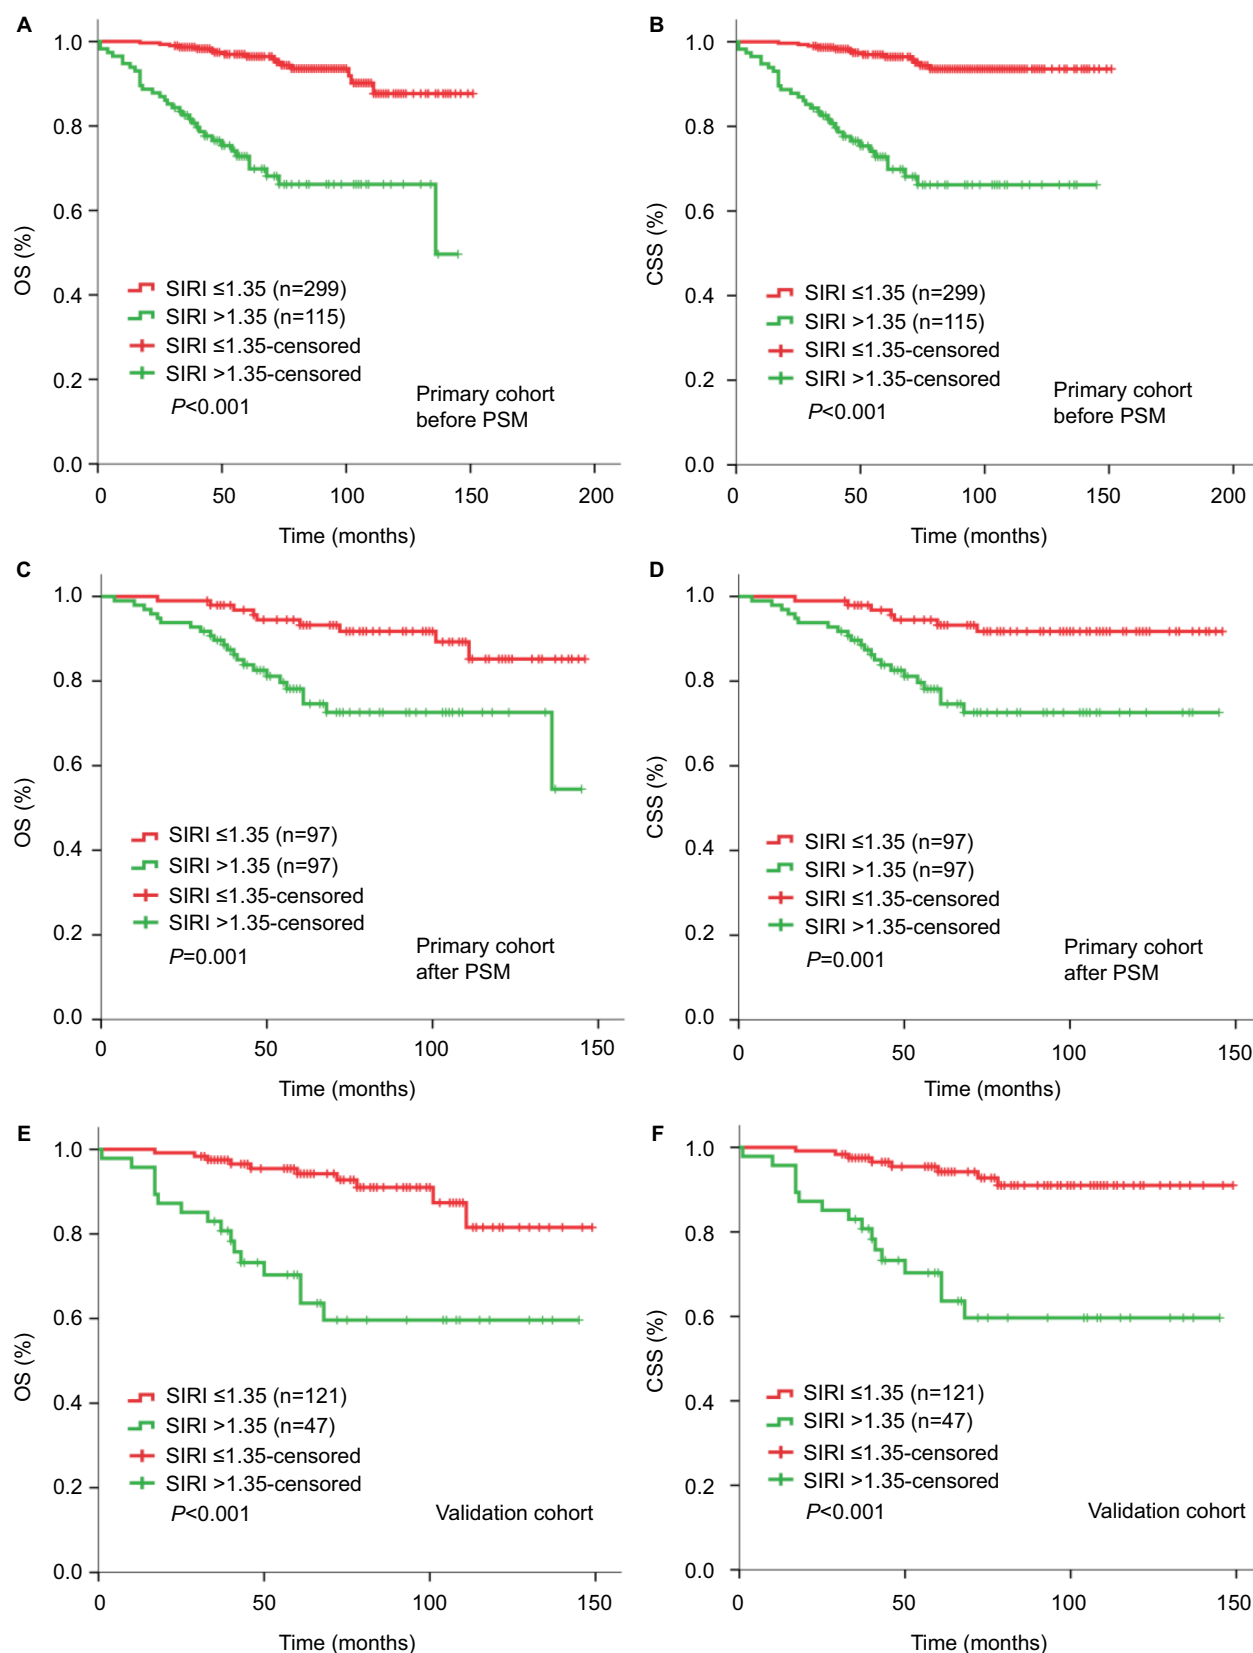 A
1.0
0.8
0.6
0.4
0.2
0.0
OS (%)
SIRI ≤1.35 (n=299)
SIRI >1.35 (n=115)
SIRI ≤1.35-censored
SIRI >1.35-censored
P<0.001
Primary cohort
before PSM
0 50 100 150 200
Time (months)
B
1.0
0.8
0.6
0.4
0.2
0.0
CSS (%)
SIRI ≤1.35 (n=299)
SIRI >1.35 (n=115)
SIRI ≤1.35-censored
SIRI >1.35-censored
P<0.001
Primary cohort
before PSM
0 50 100 150 200
Time (months)
C
1.0
0.8
0.6
0.4
0.2
0.0
OS (%)
SIRI ≤1.35 (n=97)
SIRI >1.35 (n=97)
SIRI ≤1.35-censored
SIRI >1.35-censored
P=0.001
Primary cohort
after PSM
0 50 100 150
Time (months)
D
1.0
0.8
0.6
0.4
0.2
0.0
CSS (%)
SIRI ≤1.35 (n=97)
SIRI >1.35 (n=97)
SIRI ≤1.35-censored
SIRI >1.35-censored
P=0.001
Primary cohort
after PSM
0 50 100 150
Time (months)
E
1.0
0.8
0.6
0.4
0.2
0.0
OS (%)
SIRI ≤1.35 (n=121)
SIRI >1.35 (n=47)
SIRI ≤1.35-censored
SIRI >1.35-censored
P<0.001
Validation cohort
0 50 100 150
Time (months)
F
1.0
0.8
0.6
0.4
0.2
0.0
CSS (%)
SIRI ≤1.35 (n=121)
SIRI >1.35 (n=47)
SIRI ≤1.35-censored
SIRI >1.35-censored
P<0.001
Validation cohort
0 50 100 150
Time (months)